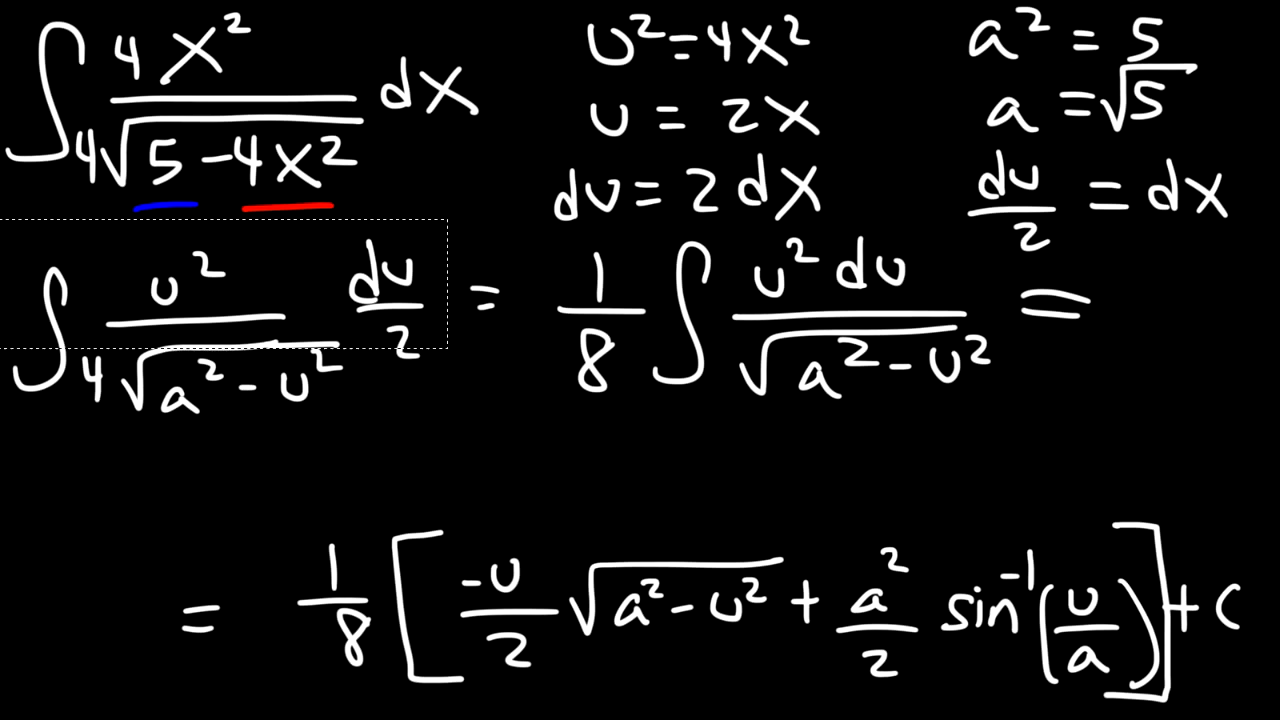 ∫ 4x² / 4√(5 - 4x²) dx    u² = 4x²    a² = 5
u = 2x    a = √5
du = 2dx    du/2 = dx
∫ u² / 4√(a² - u²) du/2 = 1/8 ∫ u² du / √(a² - u²) =
= 1/8 [ -u/2 √(a² - u²) + a²/2 sin⁻¹(u/a) ] + C